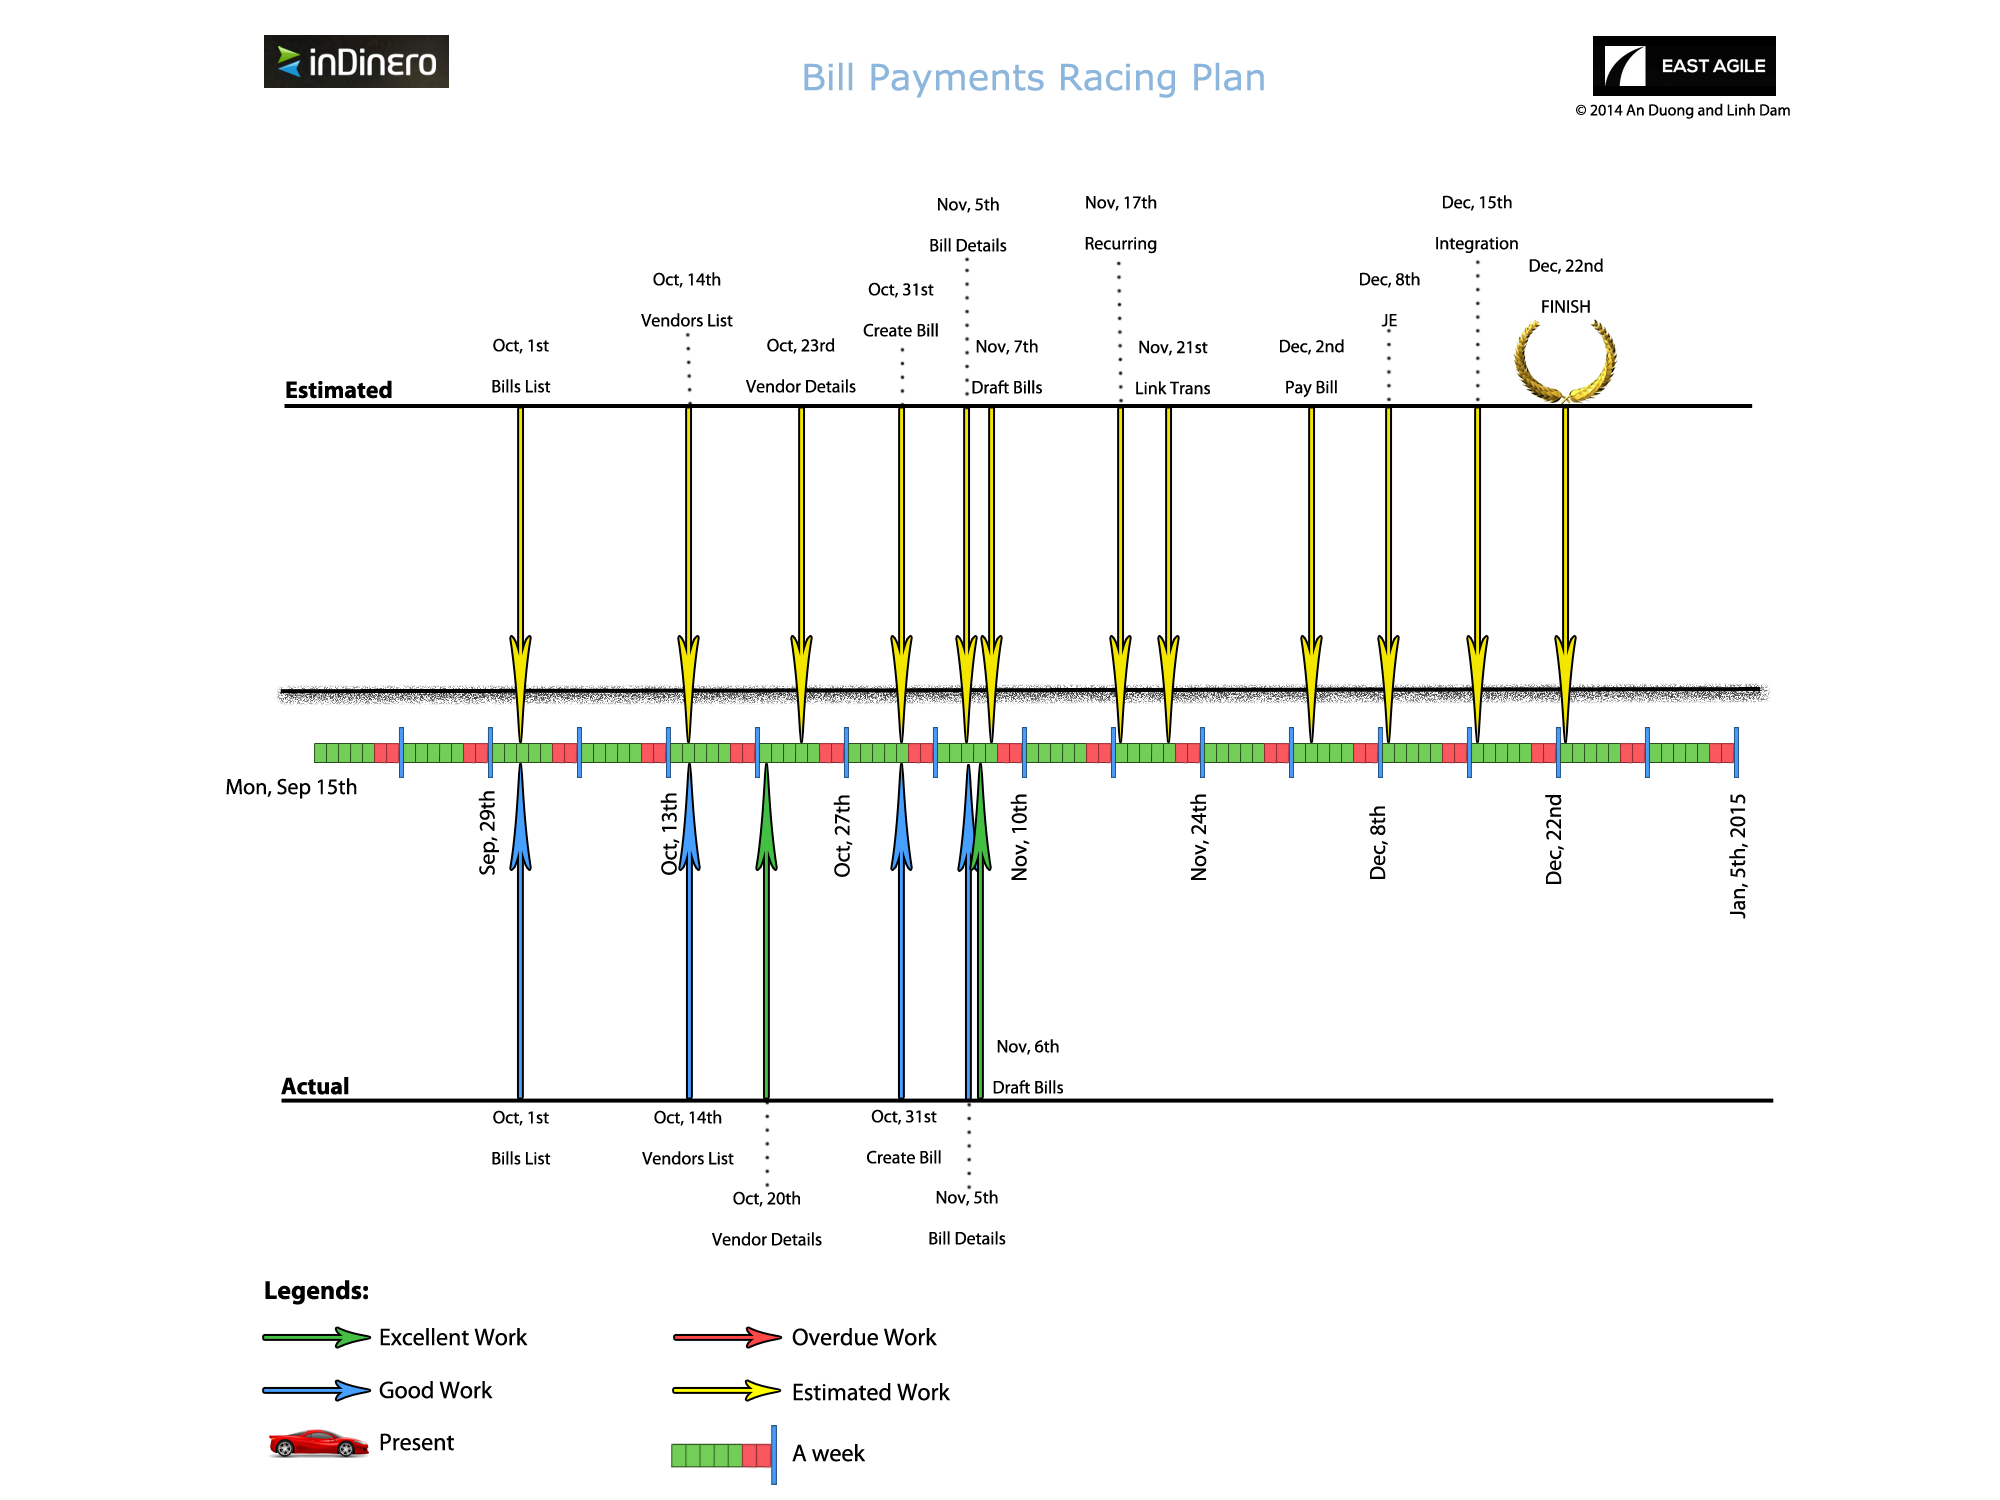 inDinero
Bill Payments Racing Plan
EAST AGILE
© 2014 An Duong and Linh Dam
Nov, 5th
Bill Details
Nov, 17th
Recurring
Dec, 15th
Integration
Dec, 22nd
FINISH
Oct, 14th
Vendors List
Oct, 31st
Create Bill
Dec, 8th
JE
Oct, 1st
Bills List
Oct, 23rd
Vendor Details
Nov, 7th
Draft Bills
Nov, 21st
Link Trans
Dec, 2nd
Pay Bill
Estimated
Mon, Sep 15th
Sep, 29th
Oct, 13th
Oct, 27th
Nov, 10th
Nov, 24th
Dec, 8th
Dec, 22nd
Jan, 5th, 2015
Nov, 6th
Draft Bills
Actual
Oct, 1st
Bills List
Oct, 14th
Vendors List
Oct, 31st
Create Bill
Oct, 20th
Vendor Details
Nov, 5th
Bill Details
Legends:
Excellent Work
Overdue Work
Good Work
Estimated Work
Present
A week